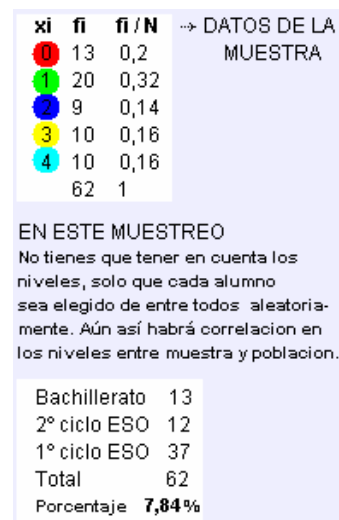 xi fi fi / N ⤏ DATOS DE LA
0 13 0,2 MUESTRA
1 20 0,32
2 9 0,14
3 10 0,16
4 10 0,16
62 1
EN ESTE MUESTREO
No tienes que tener en cuenta los
niveles, solo que cada alumno
sea elegido de entre todos aleatoria-
mente. Aún así habrá correlacion en
los niveles entre muestra y poblacion.
Bachillerato 13
2º ciclo ESO 12
1º ciclo ESO 37
Total 62
Porcentaje 7,84%